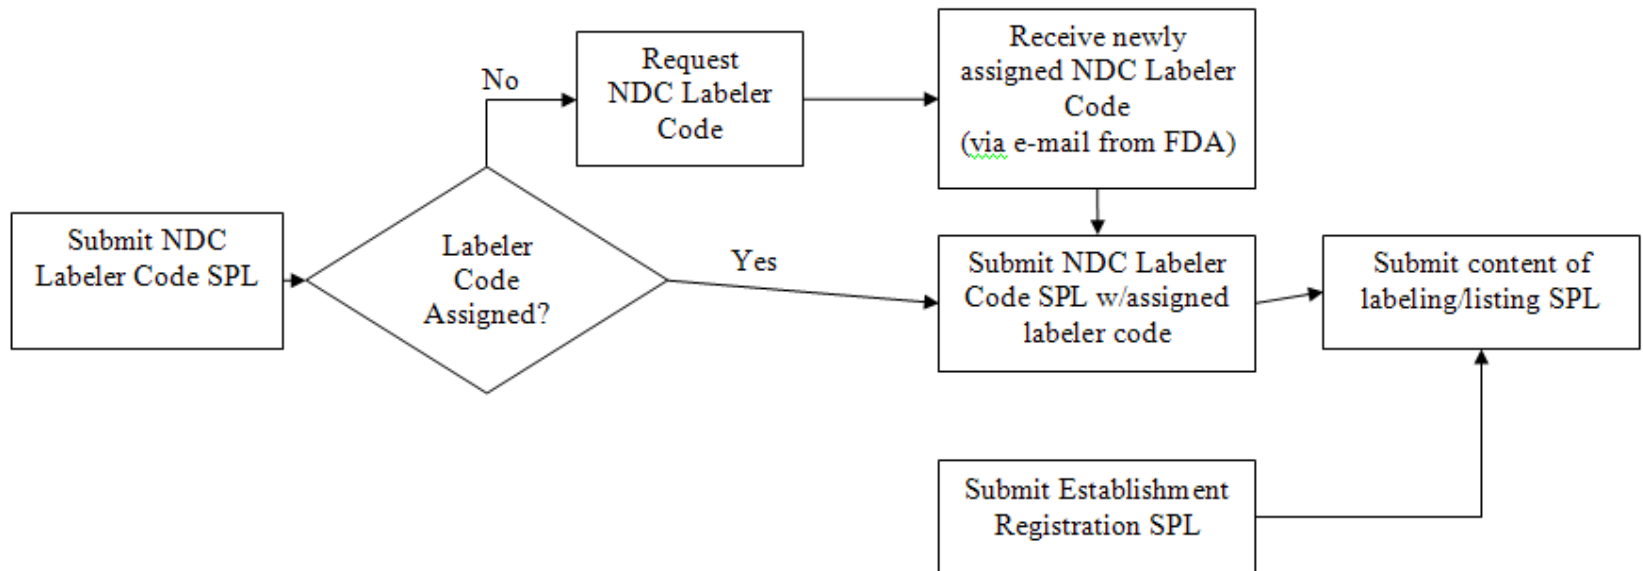 Submit NDC
Labeler Code SPL
Labeler
Code
Assigned?
No
Request
NDC Labeler
Code
Receive newly
assigned NDC Labeler
Code
(via e-mail from FDA)
Yes
Submit NDC Labeler
Code SPL w/assigned
labeler code
Submit content of
labeling/listing SPL
Submit Establishment
Registration SPL